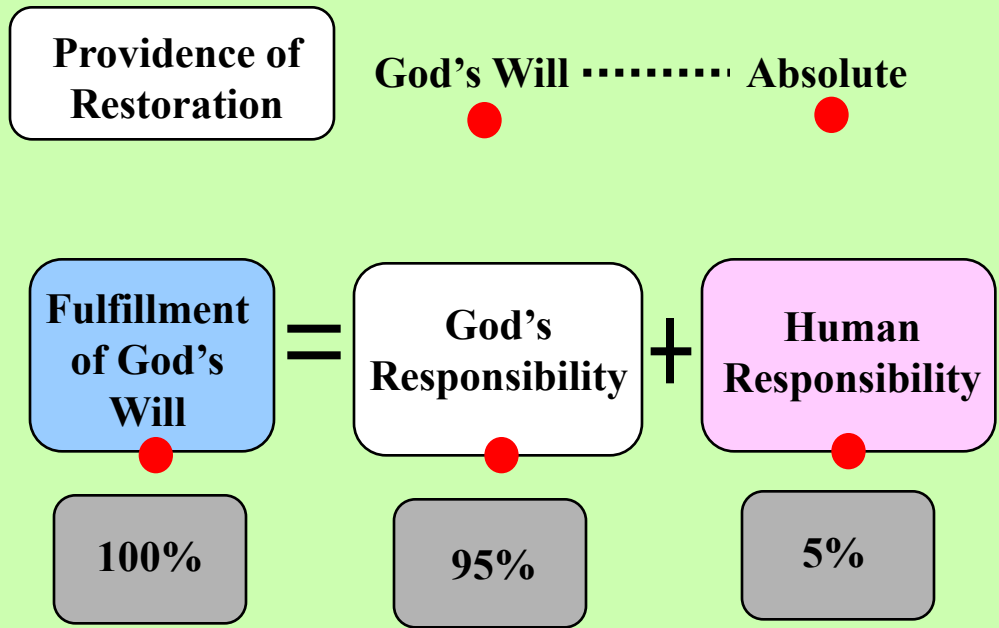 Providence of
Restoration
God’s Will ·········· Absolute
Fulfillment
of God’s
Will
=
God’s
Responsibility
+
Human
Responsibility
100%
95%
5%